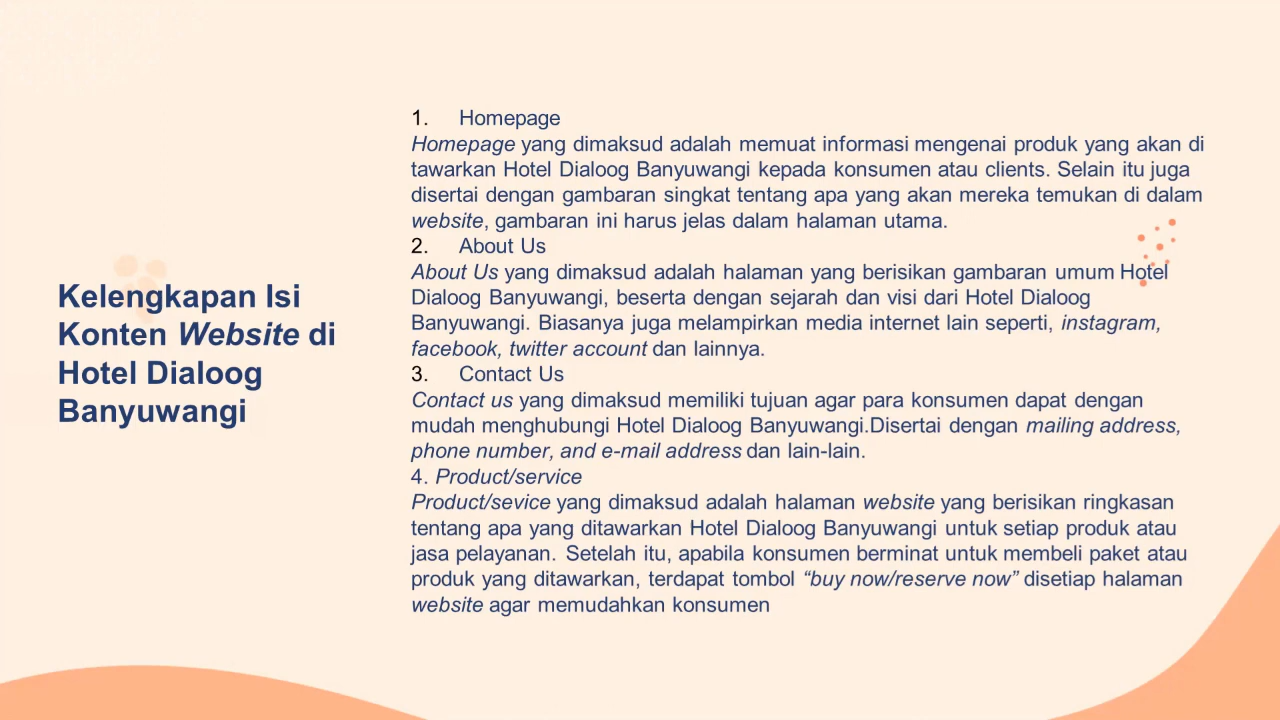 Kelengkapan Isi
Konten Website di
Hotel Dialoog
Banyuwangi
1. Homepage
Homepage yang dimaksud adalah memuat informasi mengenai produk yang akan di
tawarkan Hotel Dialoog Banyuwangi kepada konsumen atau clients. Selain itu juga
disertai dengan gambaran singkat tentang apa yang akan mereka temukan di dalam
website, gambaran ini harus jelas dalam halaman utama.
2. About Us
About Us yang dimaksud adalah halaman yang berisikan gambaran umum Hotel
Dialoog Banyuwangi, beserta dengan sejarah dan visi dari Hotel Dialoog
Banyuwangi. Biasanya juga melampirkan media internet lain seperti, instagram,
facebook, twitter account dan lainnya.
3. Contact Us
Contact us yang dimaksud memiliki tujuan agar para konsumen dapat dengan
mudah menghubungi Hotel Dialoog Banyuwangi.Disertai dengan mailing address,
phone number, and e-mail address dan lain-lain.
4. Product/service
Product/sevice yang dimaksud adalah halaman website yang berisikan ringkasan
tentang apa yang ditawarkan Hotel Dialoog Banyuwangi untuk setiap produk atau
jasa pelayanan. Setelah itu, apabila konsumen berminat untuk membeli paket atau
produk yang ditawarkan, terdapat tombol “buy now/reserve now” disetiap halaman
website agar memudahkan konsumen